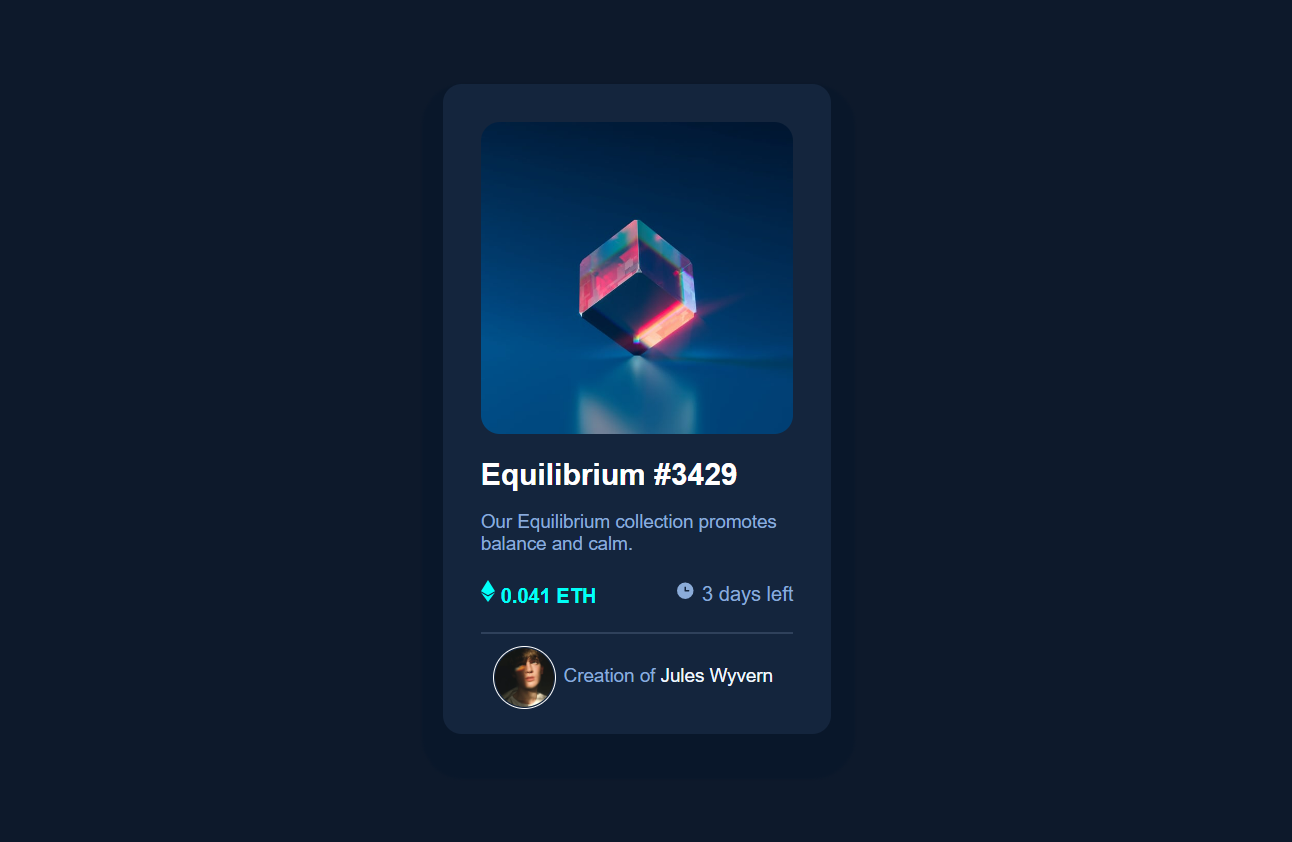 Equilibrium #3429
Our Equilibrium collection promotes
balance and calm.
0.041 ETH
3 days left
Creation of Jules Wyvern